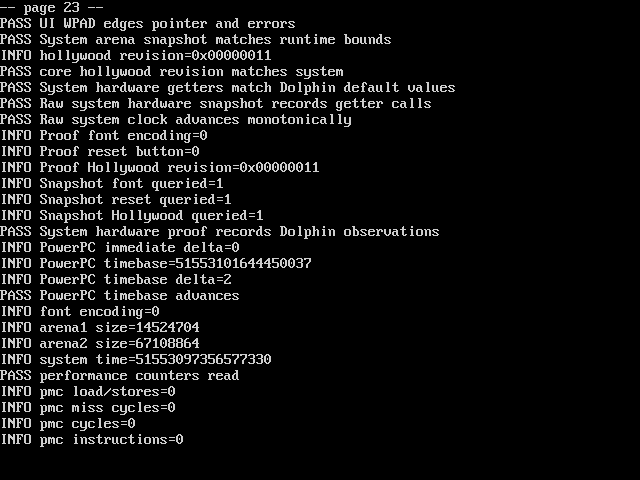 -- page 23 --
PASS UI WPAD edges pointer and errors
PASS System arena snapshot matches runtime bounds
INFO hollywood revision=0x00000011
PASS core hollywood revision matches system
PASS System hardware getters match Dolphin default values
PASS Raw system hardware snapshot records getter calls
PASS Raw system clock advances monotonically
INFO Proof font encoding=0
INFO Proof reset button=0
INFO Proof Hollywood revision=0x00000011
INFO Snapshot font queried=1
INFO Snapshot reset queried=1
INFO Snapshot Hollywood queried=1
PASS System hardware proof records Dolphin observations
INFO PowerPC immediate delta=0
INFO PowerPC timebase=51553101644450037
INFO PowerPC timebase delta=2
PASS PowerPC timebase advances
INFO font encoding=0
INFO arena1 size=14524704
INFO arena2 size=67108864
INFO system time=51553097356577330
PASS performance counters read
INFO pmc load/stores=0
INFO pmc miss cycles=0
INFO pmc cycles=0
INFO pmc instructions=0